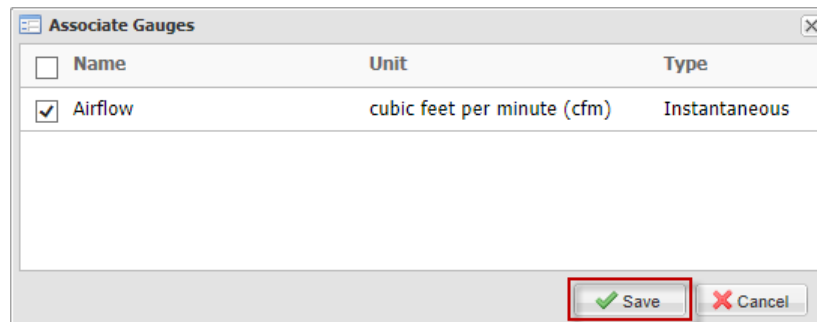 Associate Gauges
Name Unit Type
Airflow cubic feet per minute (cfm) Instantaneous
Save Cancel